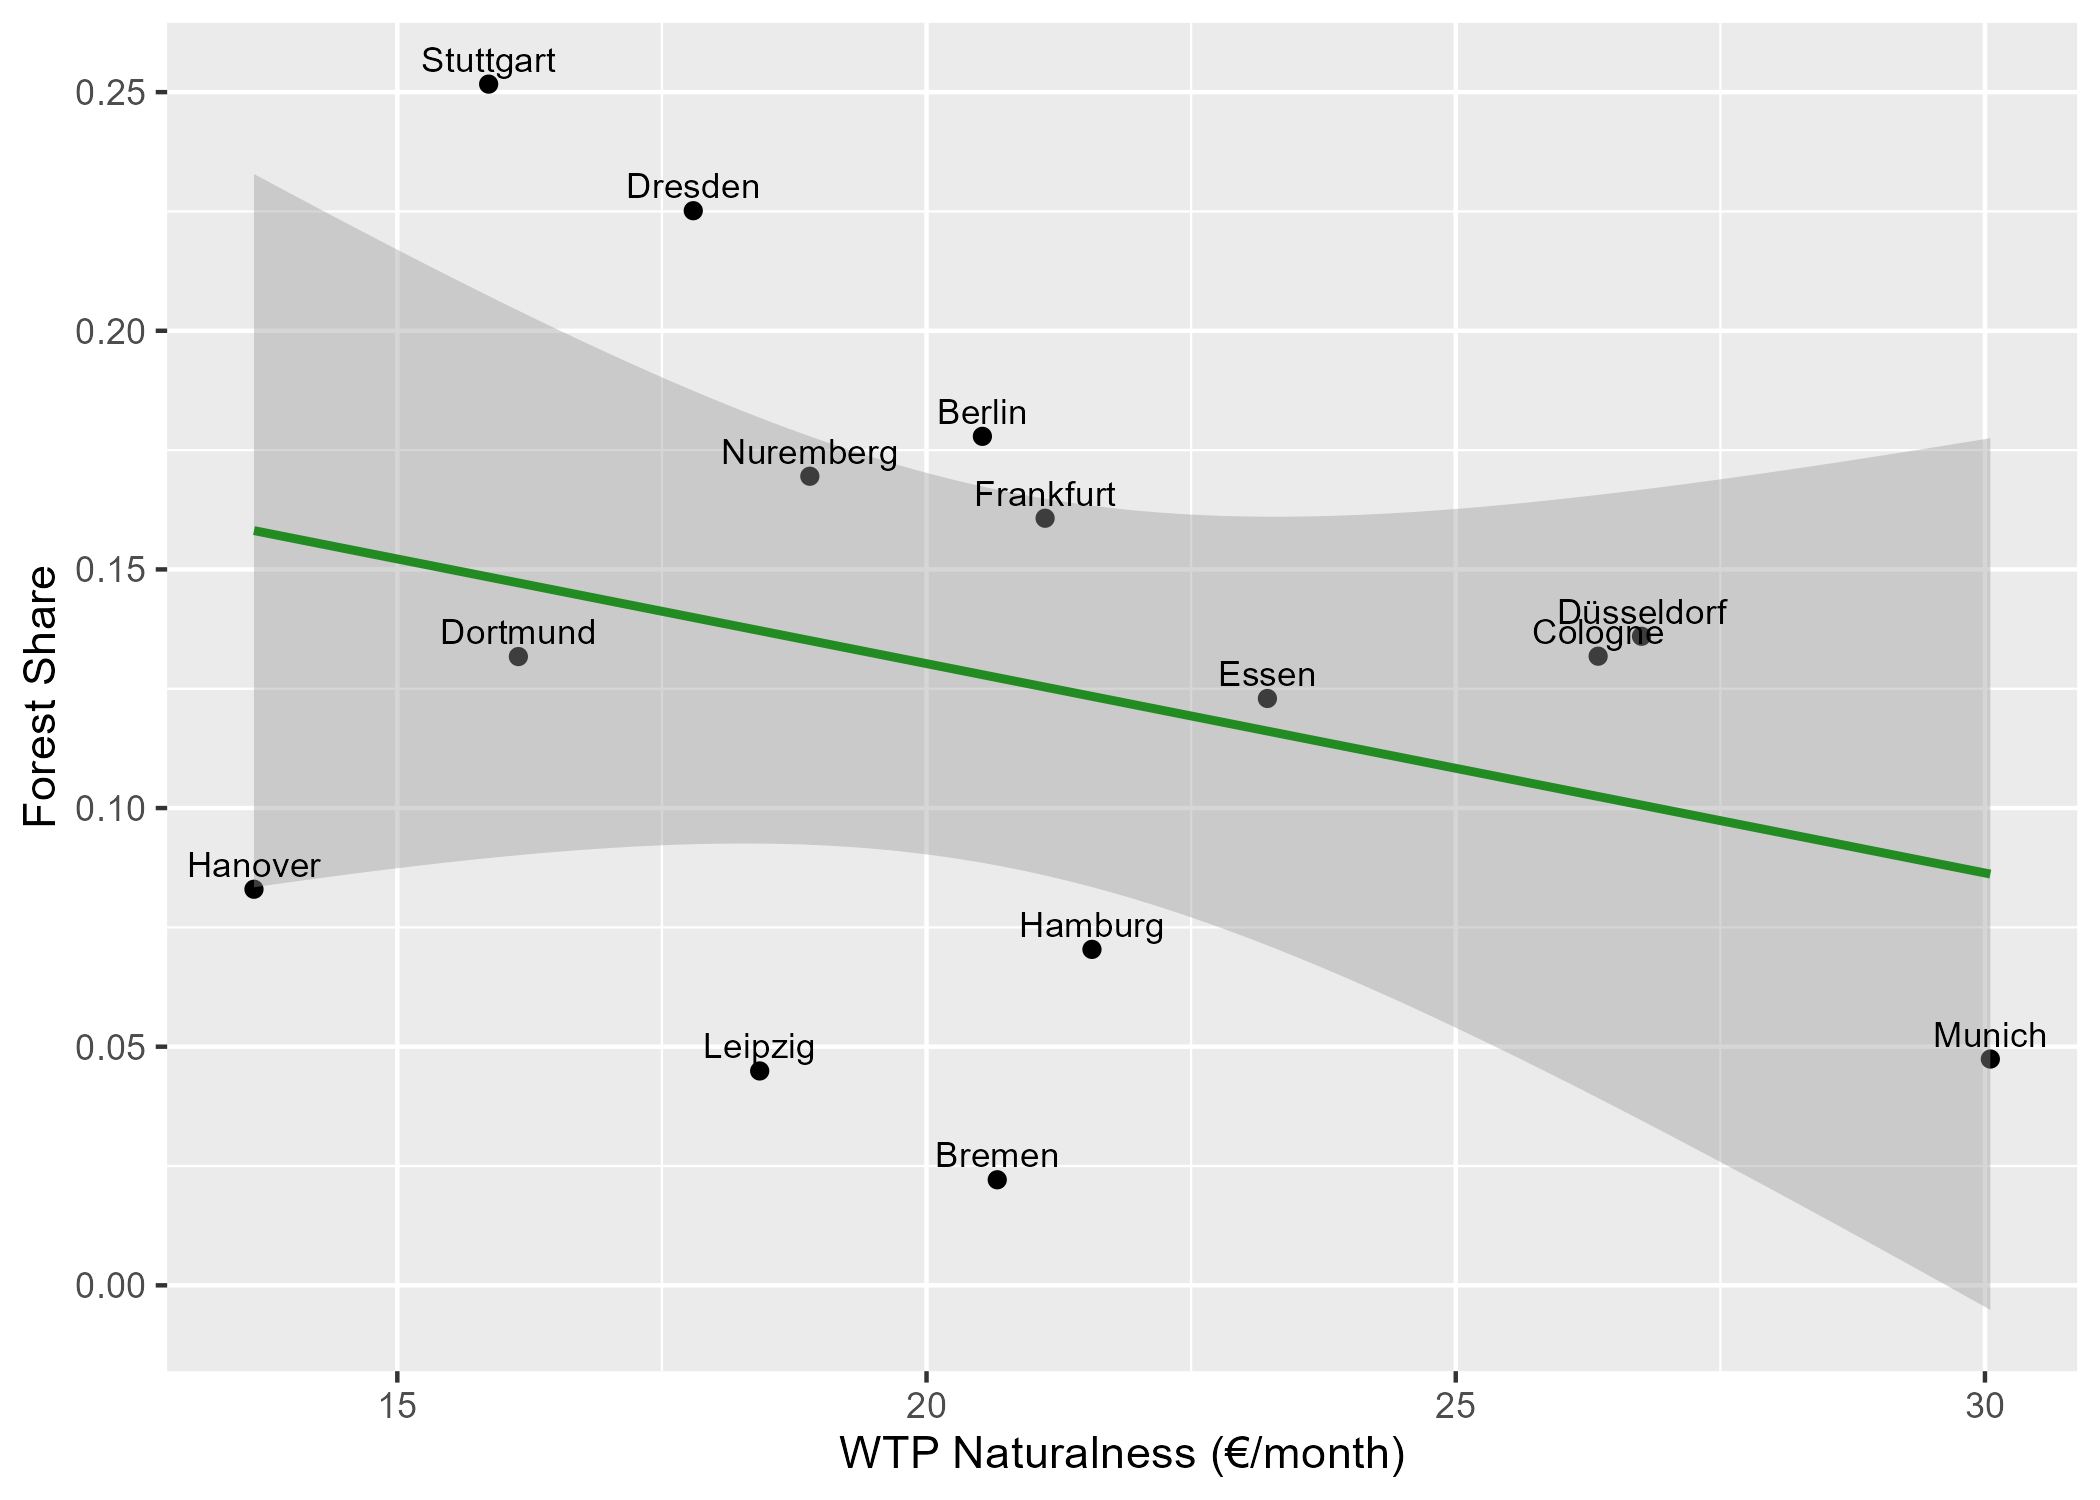 Stuttgart
0.25
Dresden
0.20
Berlin
Nuremberg
Frankfurt
0.15
Düsseldorf
Dortmund
Cologne
Essen
0.10
Hanover
Hamburg
0.05
Leipzig
Munich
Bremen
0.00
15 20 25 30
WTP Naturalness (€/month)
Forest Share